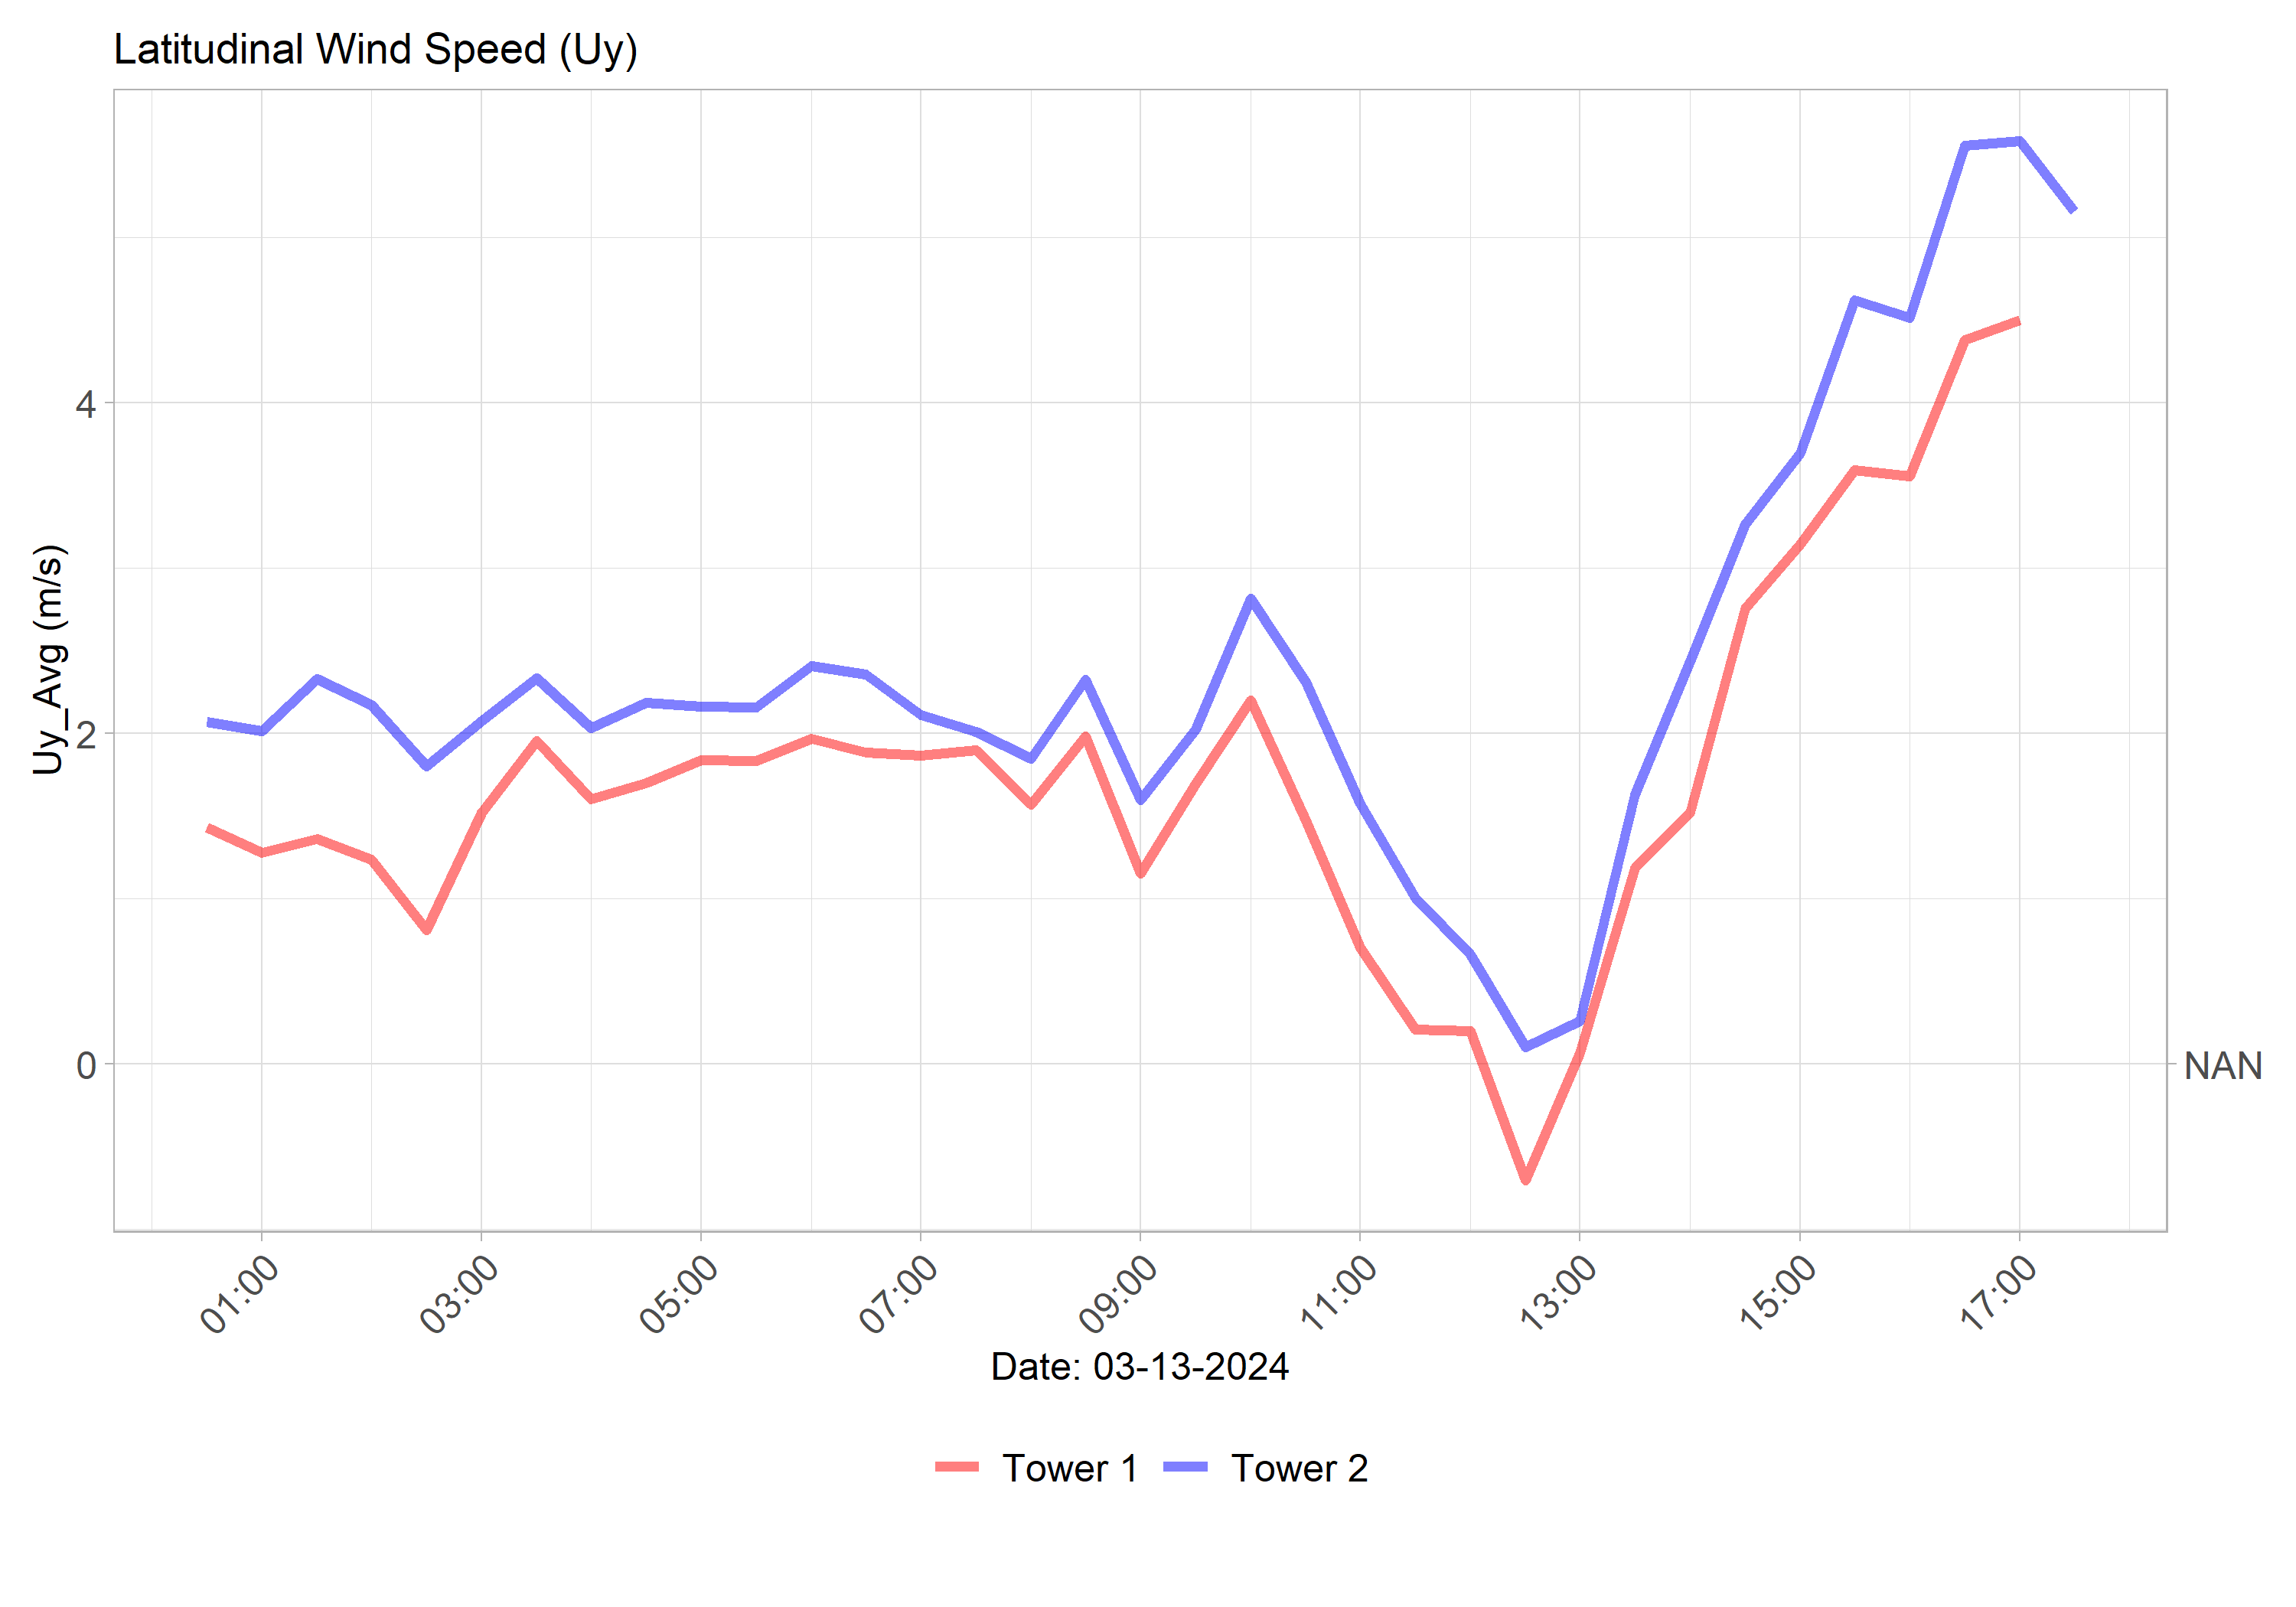 Latitudinal Wind Speed (Uy)
Uy_Avg (m/s)
4
2
0
NAN
01:00
03:00
05:00
07:00
09:00
11:00
13:00
15:00
17:00
Date: 03-13-2024
Tower 1
Tower 2